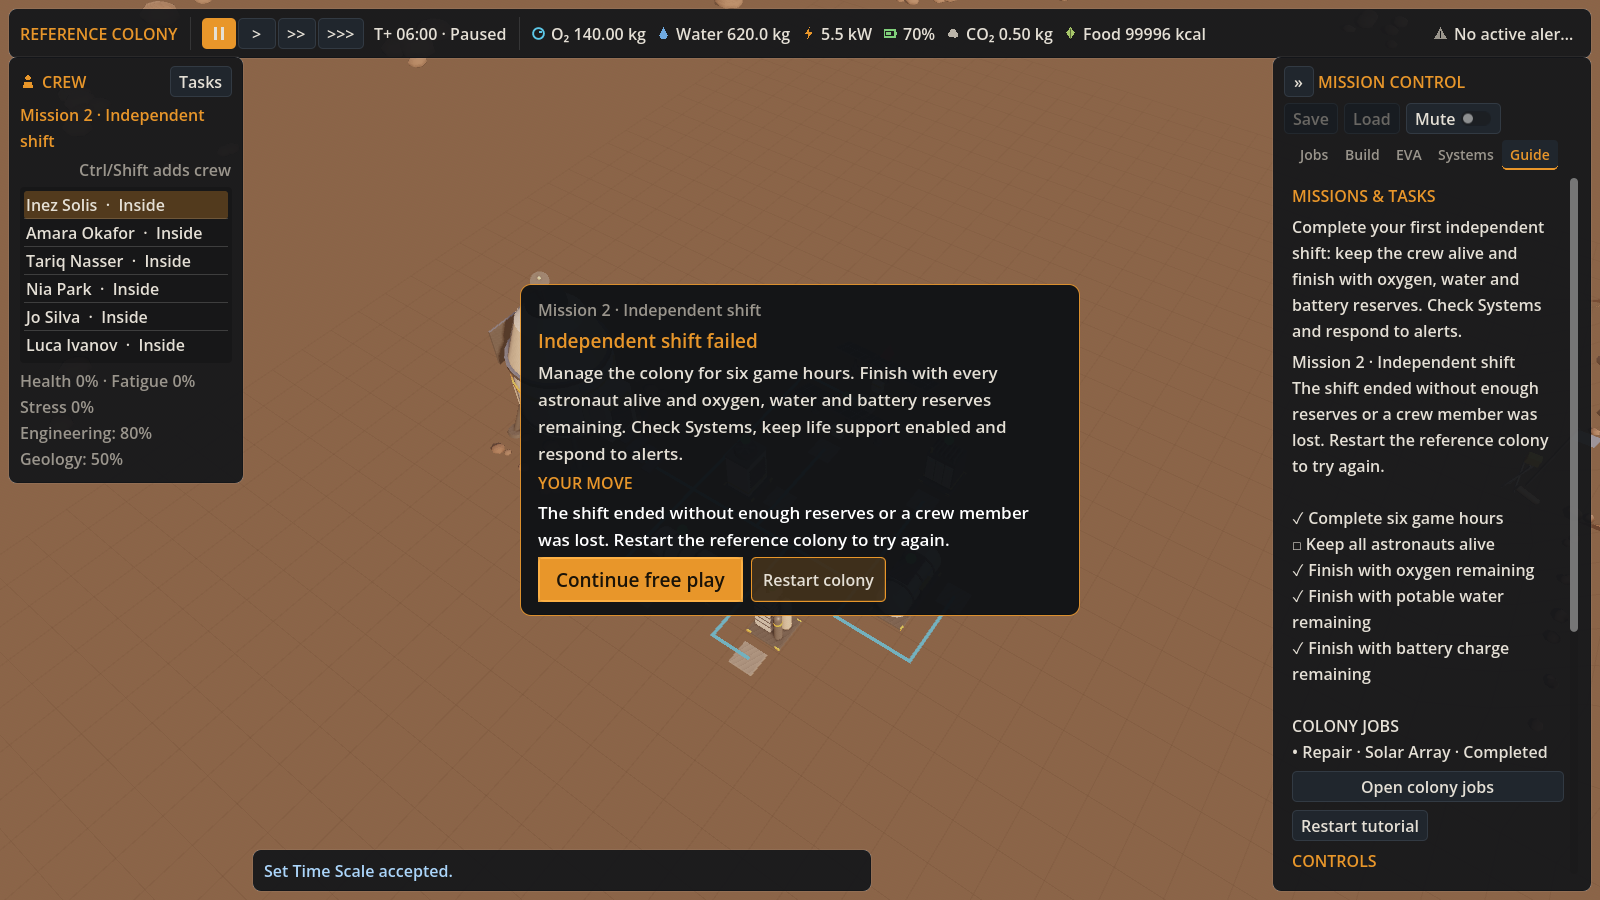 REFERENCE COLONY
>
>>
>>>
T+ 06:00 · Paused
O₂ 140.00 kg
Water 620.0 kg
5.5 kW
70%
CO₂ 0.50 kg
Food 99996 kcal
No active aler...
CREW
Tasks
Mission 2 · Independent
shift
Ctrl/Shift adds crew
Inez Solis · Inside
Amara Okafor · Inside
Tariq Nasser · Inside
Nia Park · Inside
Jo Silva · Inside
Luca Ivanov · Inside
Health 0% · Fatigue 0%
Stress 0%
Engineering: 80%
Geology: 50%
Mission 2 · Independent shift
Independent shift failed
Manage the colony for six game hours. Finish with every
astronaut alive and oxygen, water and battery reserves
remaining. Check Systems, keep life support enabled and
respond to alerts.
YOUR MOVE
The shift ended without enough reserves or a crew member
was lost. Restart the reference colony to try again.
Continue free play
Restart colony
Set Time Scale accepted.
»
MISSION CONTROL
Save
Load
Mute
Jobs
Build
EVA
Systems
Guide
MISSIONS & TASKS
Complete your first independent
shift: keep the crew alive and
finish with oxygen, water and
battery reserves. Check Systems
and respond to alerts.
Mission 2 · Independent shift
The shift ended without enough
reserves or a crew member was
lost. Restart the reference colony
to try again.
✓ Complete six game hours
□ Keep all astronauts alive
✓ Finish with oxygen remaining
✓ Finish with potable water
remaining
✓ Finish with battery charge
remaining
COLONY JOBS
• Repair · Solar Array · Completed
Open colony jobs
Restart tutorial
CONTROLS